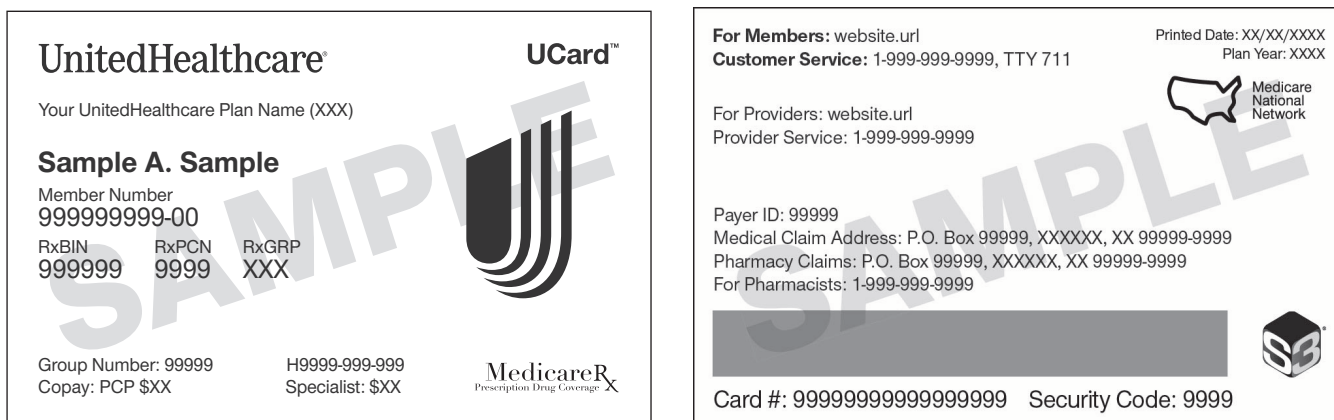 UnitedHealthcare®
UCard™
Your UnitedHealthcare Plan Name (XXX)
Sample A. Sample
Member Number
999999999-00
RxBIN RxPCN RxGRP
999999 9999 XXX
Group Number: 99999 H9999-999-999
Copay: PCP $XX Specialist: $XX
MedicareRx
Prescription Drug Coverage
SAMPLE
For Members: website.url
Customer Service: 1-999-999-9999, TTY 711
Printed Date: XX/XX/XXXX
Plan Year: XXXX
Medicare
National
Network
For Providers: website.url
Provider Service: 1-999-999-9999
Payer ID: 99999
Medical Claim Address: P.O. Box 99999, XXXXXX, XX 99999-9999
Pharmacy Claims: P.O. Box 99999, XXXXXX, XX 99999-9999
For Pharmacists: 1-999-999-9999
S3®
Card #: 99999999999999999 Security Code: 9999
SAMPLE